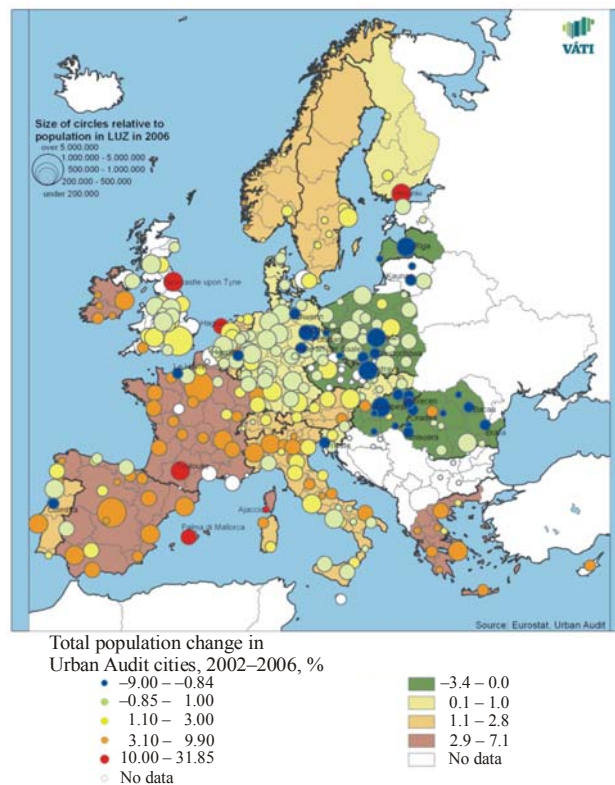 VÁTI
Size of circles relative to
population in LUZ in 2006
over 5.000.000
1.000.000 - 5.000.000
500.000 - 1.000.000
200.000 - 500.000
under 200.000
Riga
Kaunas
Newcastle upon Tyne
Ajaccio
Palma di Mallorca
Source: Eurostat, Urban Audit
Total population change in
Urban Audit cities, 2002–2006, %
–9.00 – –0.84
–0.85 – 1.00
1.10 – 3.00
3.10 – 9.90
10.00 – 31.85
No data
–3.4 – 0.0
0.1 – 1.0
1.1 – 2.8
2.9 – 7.1
No data